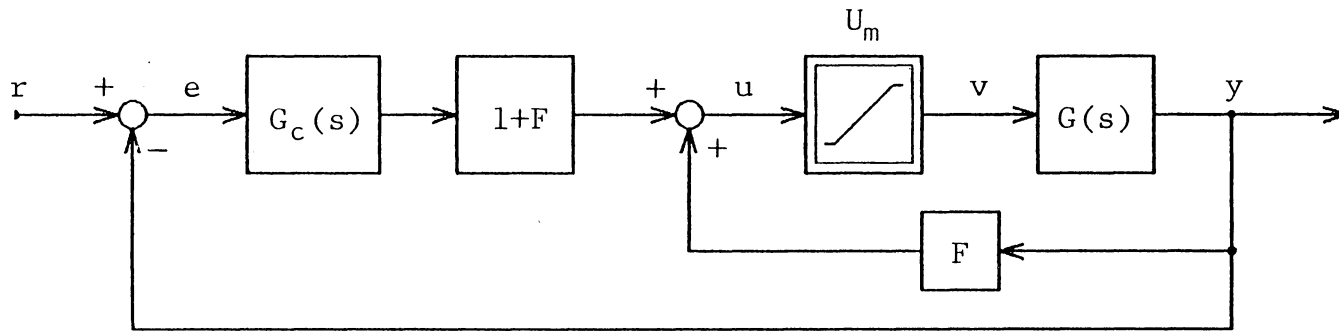 U_m
r + e G_c(s) 1+F + u v G(s) y
−
+
F